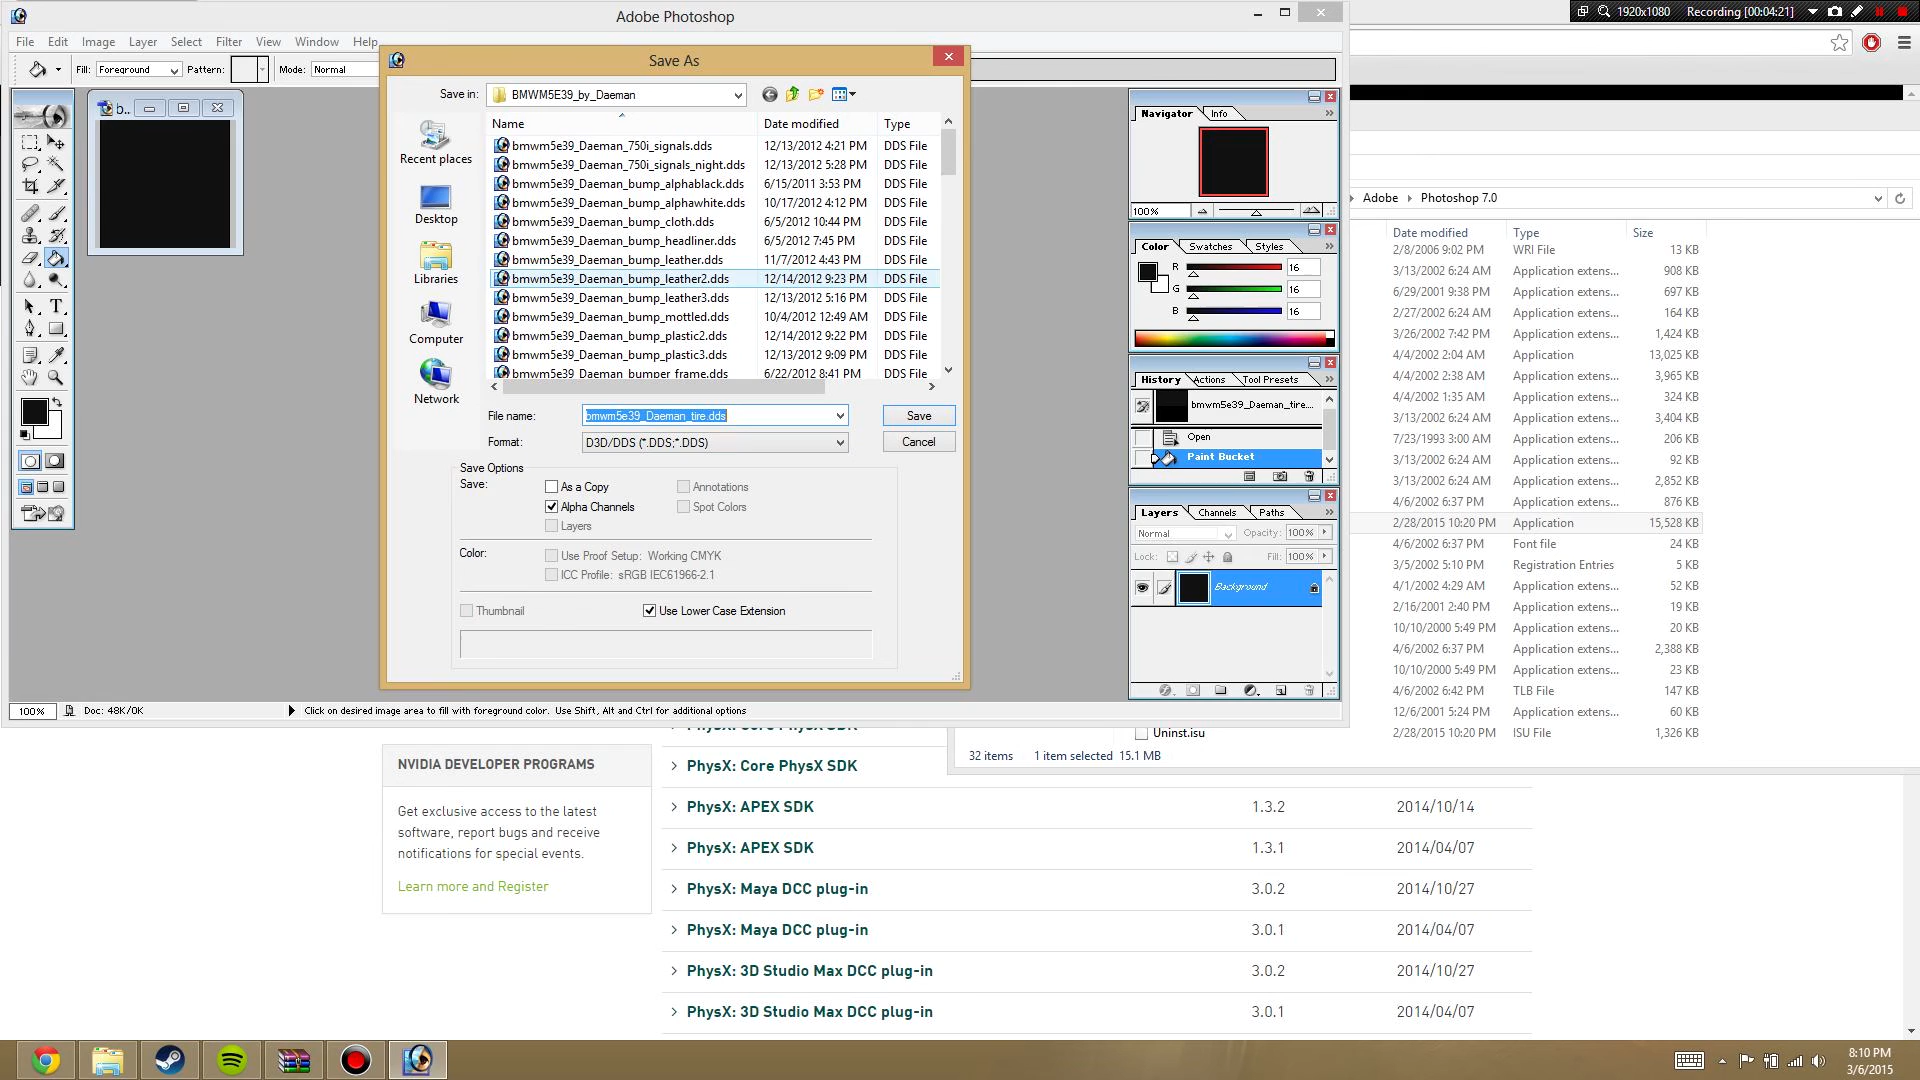 Adobe Photoshop
1920x1080 Recording [00:04:21]
File Edit Image Layer Select Filter View Window Help
Fill: Foreground Pattern: Mode: Normal
b..
Save As
Save in: BMWM5E39_by_Daeman
Name Date modified Type
bmwm5e39_Daeman_750i_signals.dds 12/13/2012 4:21 PM DDS File
bmwm5e39_Daeman_750i_signals_night.dds 12/13/2012 5:28 PM DDS File
bmwm5e39_Daeman_bump_alphablack.dds 6/15/2011 3:53 PM DDS File
bmwm5e39_Daeman_bump_alphawhite.dds 10/17/2012 4:12 PM DDS File
bmwm5e39_Daeman_bump_cloth.dds 6/5/2012 10:44 PM DDS File
bmwm5e39_Daeman_bump_headliner.dds 6/5/2012 7:45 PM DDS File
bmwm5e39_Daeman_bump_leather.dds 11/7/2012 4:43 PM DDS File
bmwm5e39_Daeman_bump_leather2.dds 12/14/2012 9:23 PM DDS File
bmwm5e39_Daeman_bump_leather3.dds 12/13/2012 5:16 PM DDS File
bmwm5e39_Daeman_bump_mottled.dds 10/4/2012 12:49 AM DDS File
bmwm5e39_Daeman_bump_plastic2.dds 12/14/2012 9:22 PM DDS File
bmwm5e39_Daeman_bump_plastic3.dds 12/13/2012 9:09 PM DDS File
bmwm5e39_Daeman_bumper_frame.dds 6/22/2012 8:41 PM DDS File
Recent places
Desktop
Libraries
Computer
Network
File name: bmwm5e39_Daeman_tire.dds Save
Format: D3D/DDS (*.DDS;*.DDS) Cancel
Save Options
Save: As a Copy Annotations
Alpha Channels Spot Colors
Layers
Color: Use Proof Setup: Working CMYK
ICC Profile: sRGB IEC61966-2.1
Thumbnail Use Lower Case Extension
Navigator Info
100%
Color Swatches Styles
R 16
G 16
B 16
History Actions Tool Presets
bmwm5e39_Daeman_tire....
Open
Paint Bucket
Layers Channels Paths
Normal Opacity: 100%
Lock: Fill: 100%
Background
100% Doc: 48K/0K Click on desired image area to fill with foreground color. Use Shift, Alt and Ctrl for additional options
Adobe Photoshop 7.0
Date modified Type Size
2/8/2006 9:02 PM WRI File 13 KB
3/13/2002 6:24 AM Application extens... 908 KB
6/29/2001 9:38 PM Application extens... 697 KB
2/27/2002 6:24 AM Application extens... 164 KB
3/26/2002 7:42 PM Application extens... 1,424 KB
4/4/2002 2:04 AM Application 13,025 KB
4/4/2002 2:38 AM Application extens... 3,965 KB
4/4/2002 1:35 AM Application extens... 324 KB
3/13/2002 6:24 AM Application extens... 3,404 KB
7/23/1993 3:00 AM Application extens... 206 KB
3/13/2002 6:24 AM Application extens... 92 KB
3/13/2002 6:24 AM Application extens... 2,852 KB
4/6/2002 6:37 PM Application extens... 876 KB
2/28/2015 10:20 PM Application 15,528 KB
4/6/2002 6:37 PM Font file 24 KB
3/5/2002 5:10 PM Registration Entries 5 KB
4/1/2002 4:29 AM Application extens... 52 KB
2/16/2001 2:40 PM Application extens... 19 KB
10/10/2000 5:49 PM Application extens... 20 KB
4/6/2002 6:37 PM Application extens... 2,388 KB
10/10/2000 5:49 PM Application extens... 23 KB
4/6/2002 6:42 PM TLB File 147 KB
12/6/2001 5:24 PM Application extens... 60 KB
Uninst.isu 2/28/2015 10:20 PM ISU File 1,326 KB
32 items 1 item selected 15.1 MB
NVIDIA DEVELOPER PROGRAMS
Get exclusive access to the latest
software, report bugs and receive
notifications for special events.
Learn more and Register
PhysX: Core PhysX SDK
PhysX: Core PhysX SDK
PhysX: APEX SDK 1.3.2 2014/10/14
PhysX: APEX SDK 1.3.1 2014/04/07
PhysX: Maya DCC plug-in 3.0.2 2014/10/27
PhysX: Maya DCC plug-in 3.0.1 2014/04/07
PhysX: 3D Studio Max DCC plug-in 3.0.2 2014/10/27
PhysX: 3D Studio Max DCC plug-in 3.0.1 2014/04/07
8:10 PM
3/6/2015